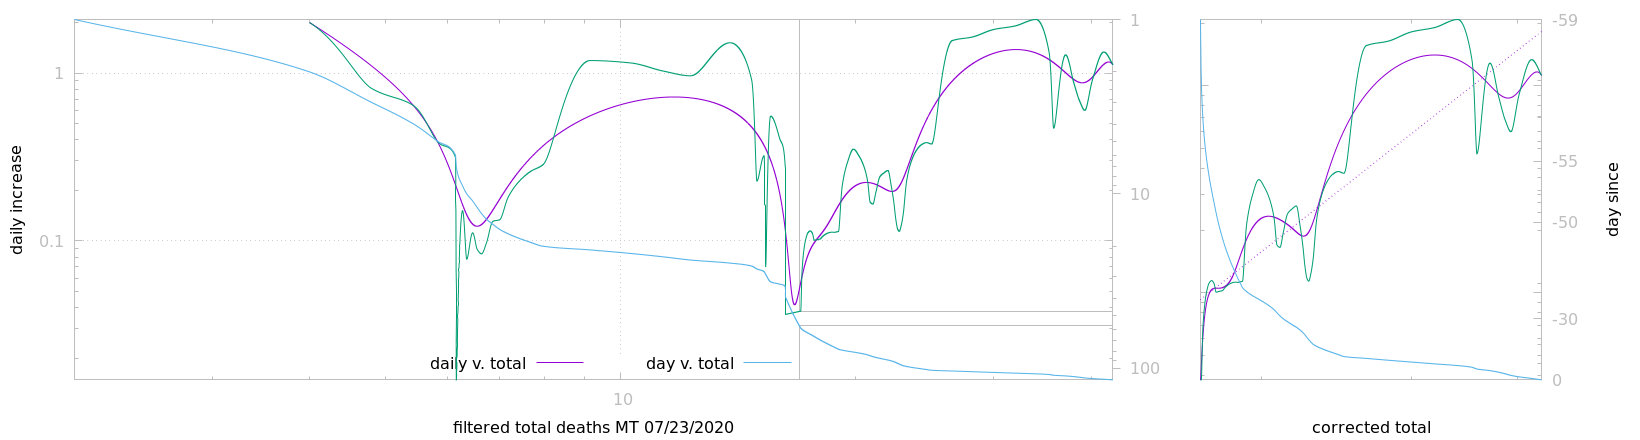 1
-59
1
daily increase
10
-55
day since
-50
0.1
-30
daily v. total
day v. total
100
0
10
filtered total deaths MT 07/23/2020
corrected total